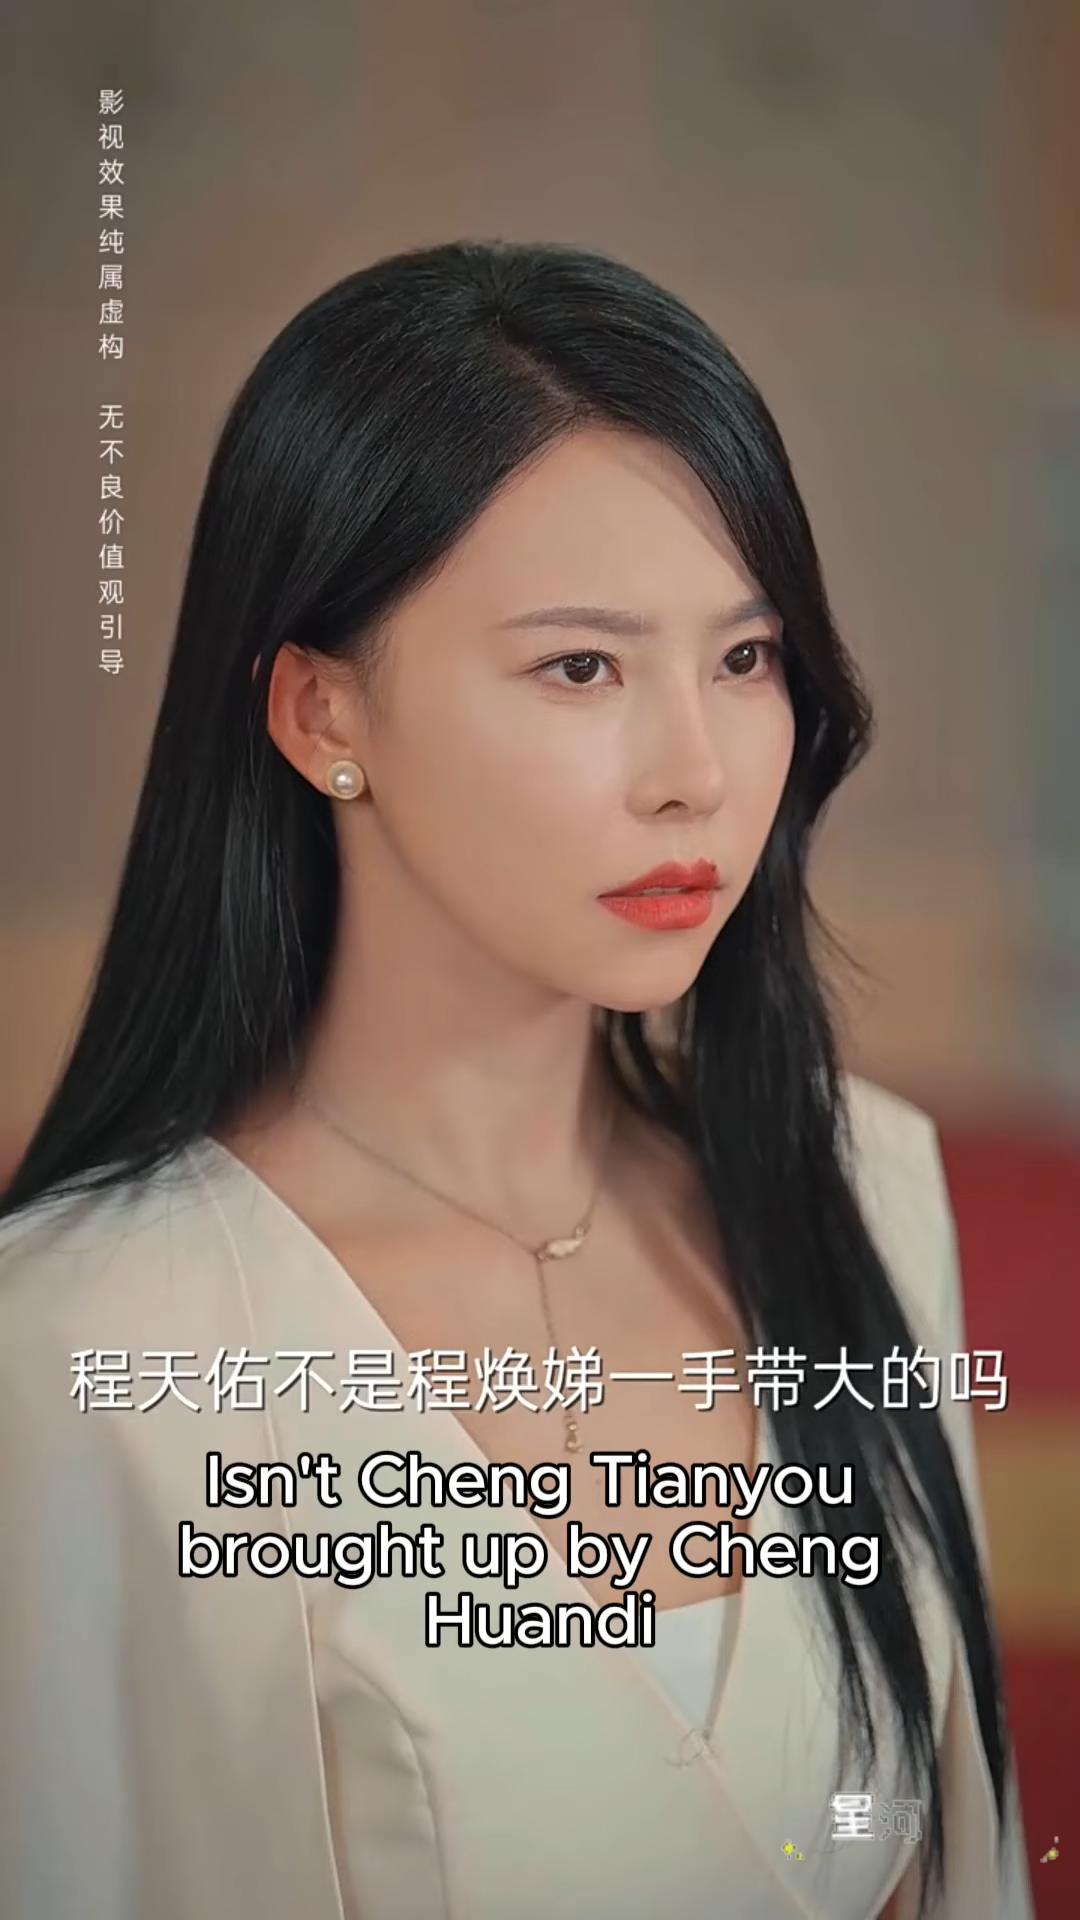 影视效果纯属虚构 无不良价值观引导
程天佑不是程焕娣一手带大的吗
Isn't Cheng Tianyou
brought up by Cheng
Huandi
星河